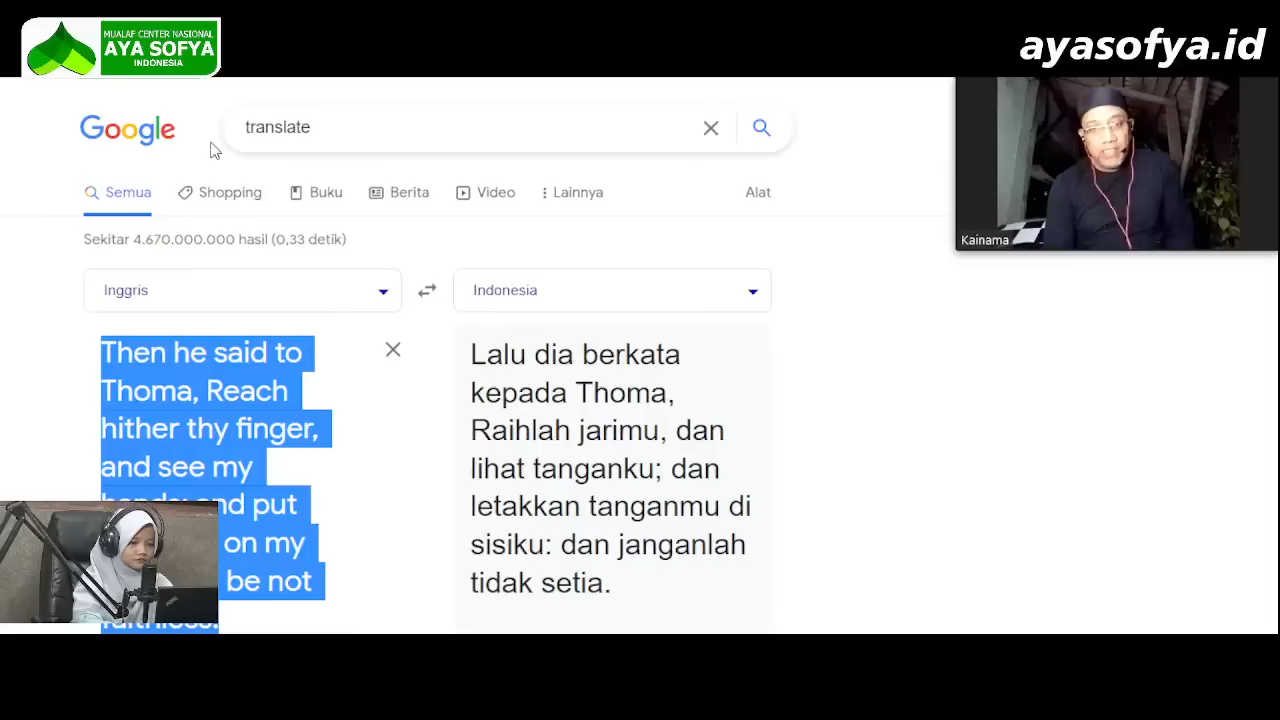 MUALAF CENTER NASIONAL
AYA SOFYA
INDONESIA
ayasofya.id
Google
translate
Semua
Shopping
Buku
Berita
Video
Lainnya
Alat
Sekitar 4.670.000.000 hasil (0,33 detik)
Kainama
Inggris
Indonesia
Then he said to
Thoma, Reach
hither thy finger,
and see my
and put
on my
be not
Lalu dia berkata
kepada Thoma,
Raihlah jarimu, dan
lihat tanganku; dan
letakkan tanganmu di
sisiku: dan janganlah
tidak setia.